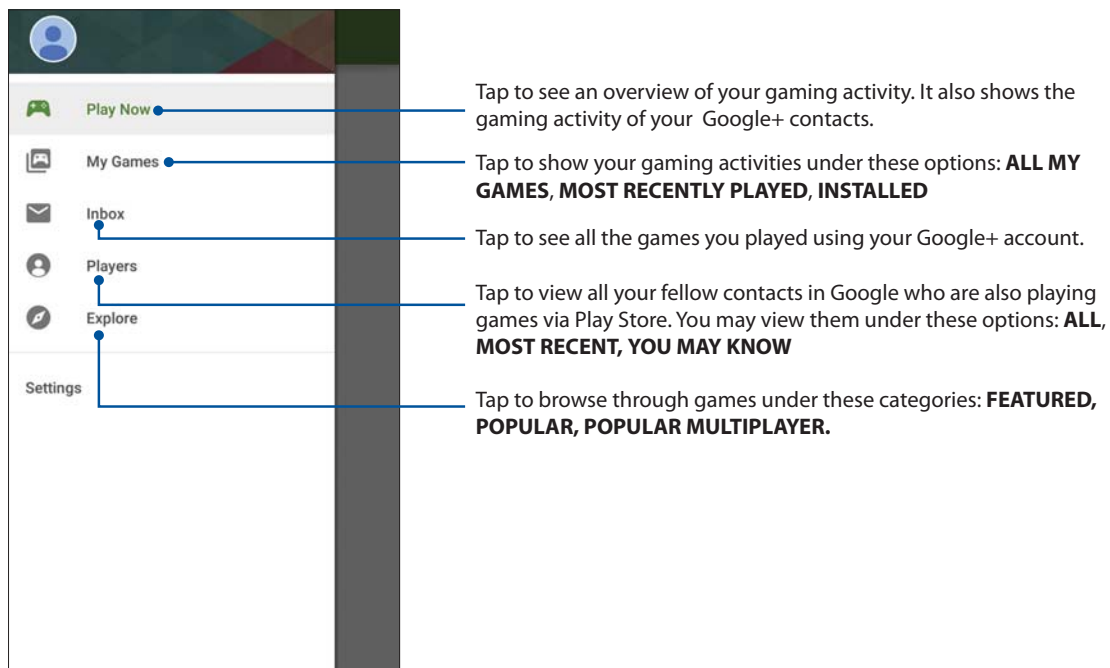 Play Now
My Games
Inbox
Players
Explore
Settings
Tap to see an overview of your gaming activity. It also shows the
gaming activity of your  Google+ contacts.
Tap to show your gaming activities under these options: ALL MY
GAMES, MOST RECENTLY PLAYED, INSTALLED
Tap to see all the games you played using your Google+ account.
Tap to view all your fellow contacts in Google who are also playing
games via Play Store. You may view them under these options: ALL,
MOST RECENT, YOU MAY KNOW
Tap to browse through games under these categories: FEATURED,
POPULAR, POPULAR MULTIPLAYER.